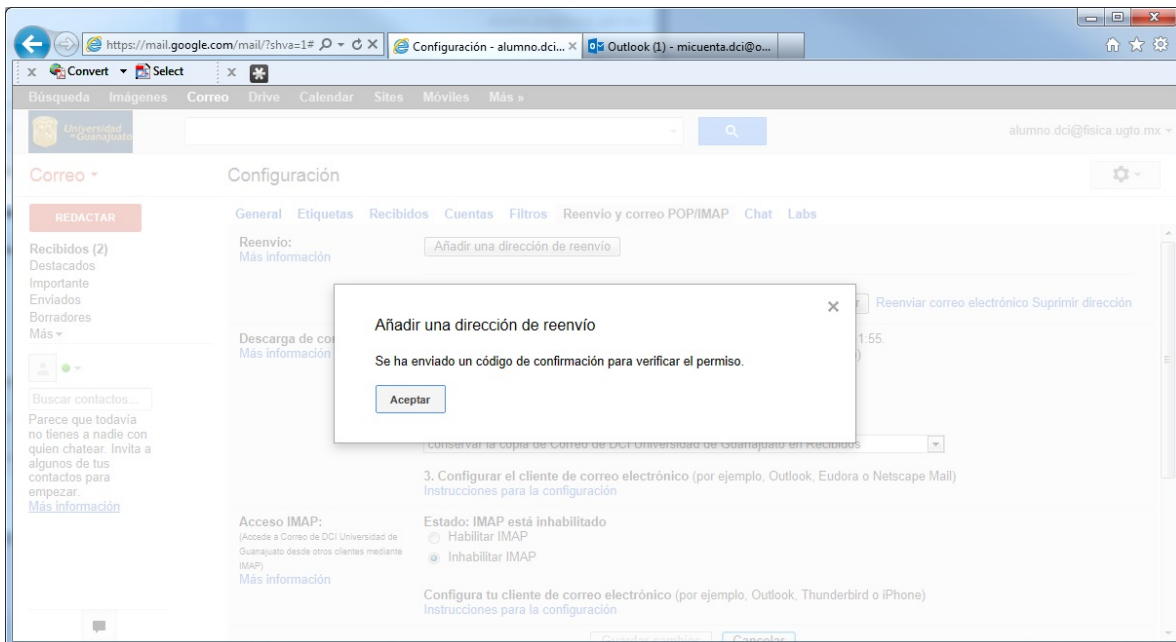 https://mail.google.com/mail/?shva=1#
Configuración - alumno.dci...
Outlook (1) - micuenta.dci@o...
Convert
Select
Búsqueda Imágenes Correo Drive Calendar Sites Móviles Más »
Universidad de Guanajuato
alumno.dci@fisica.ugto.mx
Correo
Configuración
REDACTAR
General Etiquetas Recibidos Cuentas Filtros Reenvío y correo POP/IMAP Chat Labs
Recibidos (2)
Destacados
Importante
Enviados
Borradores
Más
Buscar contactos...
Parece que todavía
no tienes a nadie con
quien chatear. Invita a
algunos de tus
contactos para
empezar.
Más información
Reenvío:
Más información
Añadir una dirección de reenvío
Reenviar correo electrónico Suprimir dirección
Descarga de
Más información
1:55.
Añadir una dirección de reenvío
Se ha enviado un código de confirmación para verificar el permiso.
Aceptar
conservar la copia de Correo de DCI Universidad de Guanajuato en Recibidos
3. Configurar el cliente de correo electrónico (por ejemplo, Outlook, Eudora o Netscape Mail)
Instrucciones para la configuración
Acceso IMAP:
(Accede a Correo de DCI Universidad de
Guanajuato desde otros clientes mediante
IMAP)
Más información
Estado: IMAP está inhabilitado
Habilitar IMAP
Inhabilitar IMAP
Configura tu cliente de correo electrónico (por ejemplo, Outlook, Thunderbird o iPhone)
Instrucciones para la configuración
Guardar cambios Cancelar